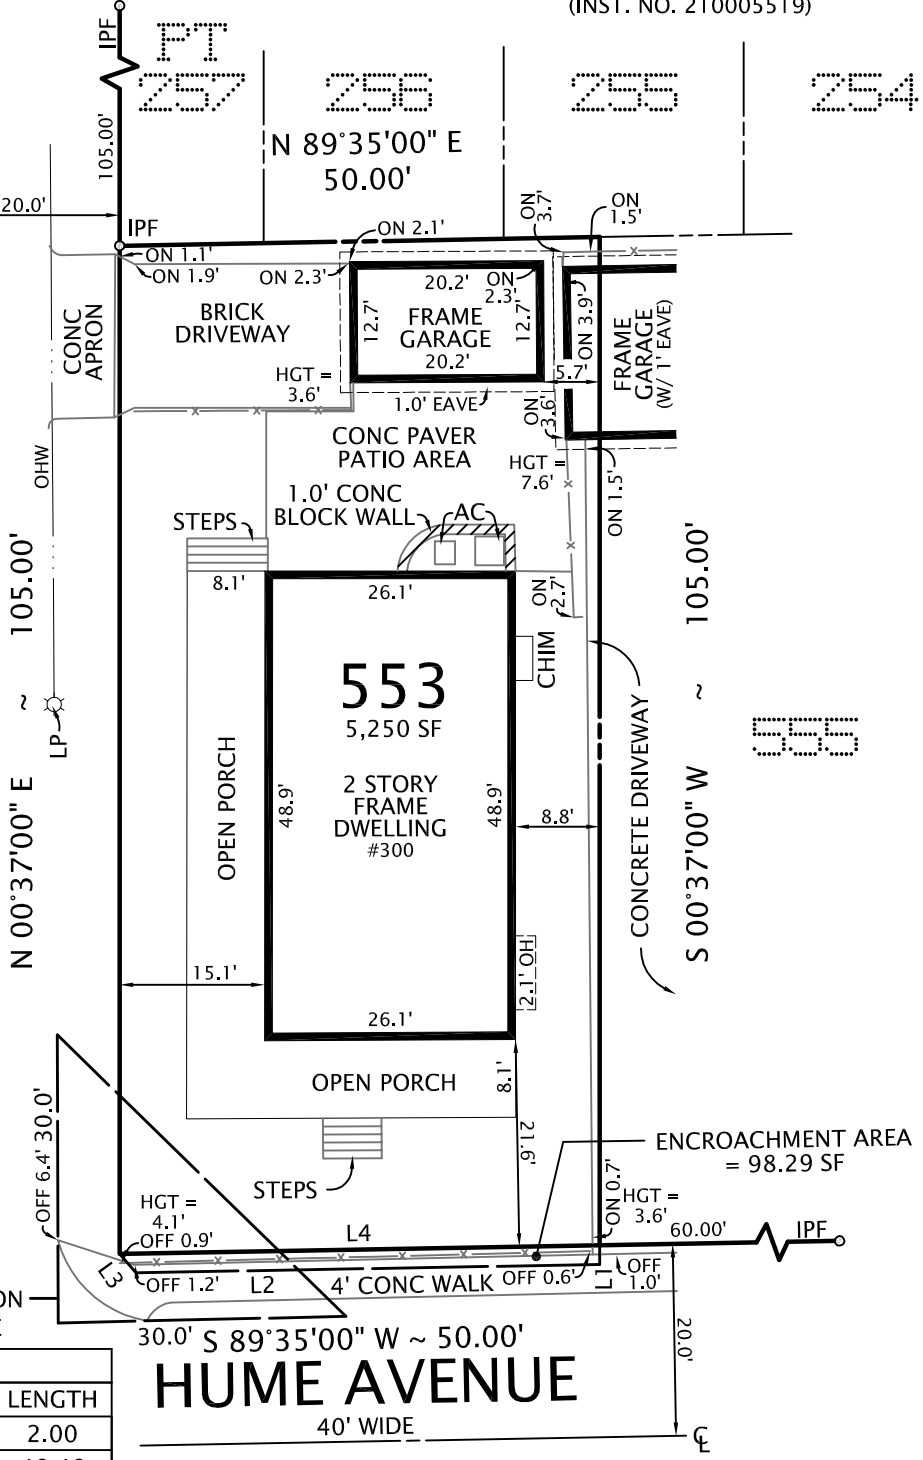 (INST. NO. 210005519)
IPF
PT
257
256
255
254
105.00'
N 89°35'00" E
50.00'
20.0'
IPF
ON 2.1'
ON
3.7'
ON
1.5'
ON 1.1'
ON 1.9'
ON 2.3'
20.2'
ON
2.3'
CONC
APRON
BRICK
DRIVEWAY
12.7'
FRAME
GARAGE
12.7'
ON 3.9'
FRAME
GARAGE
(W/ 1' EAVE)
20.2'
5.7'
HGT =
3.6'
1.0' EAVE
ON
3.6'
CONC PAVER
PATIO AREA
HGT =
7.6'
OHW
1.0' CONC
BLOCK WALL
AC
ON 1.5'
STEPS
8.1'
26.1'
ON
2.7'
N 00°37'00" E ~ 105.00'
S 00°37'00" W ~ 105.00'
CHIM
553
5,250 SF
LP
555
OPEN PORCH
48.9'
2 STORY
FRAME
DWELLING
#300
48.9'
8.8'
CONCRETE DRIVEWAY
15.1'
2.1' OH
26.1'
OPEN PORCH
8.1'
OFF 6.4'
30.0'
21.6'
ENCROACHMENT AREA
= 98.29 SF
STEPS
HGT =
4.1'
OFF 0.9'
L4
ON 0.7'
HGT =
3.6'
60.00'
IPF
L3
OFF 1.2'
L2
4' CONC WALK
OFF 0.6'
L1
OFF
1.0'
ON
30.0'
S 89°35'00" W ~ 50.00'
20.0'
HUME AVENUE
LENGTH
40' WIDE
2.00
℄